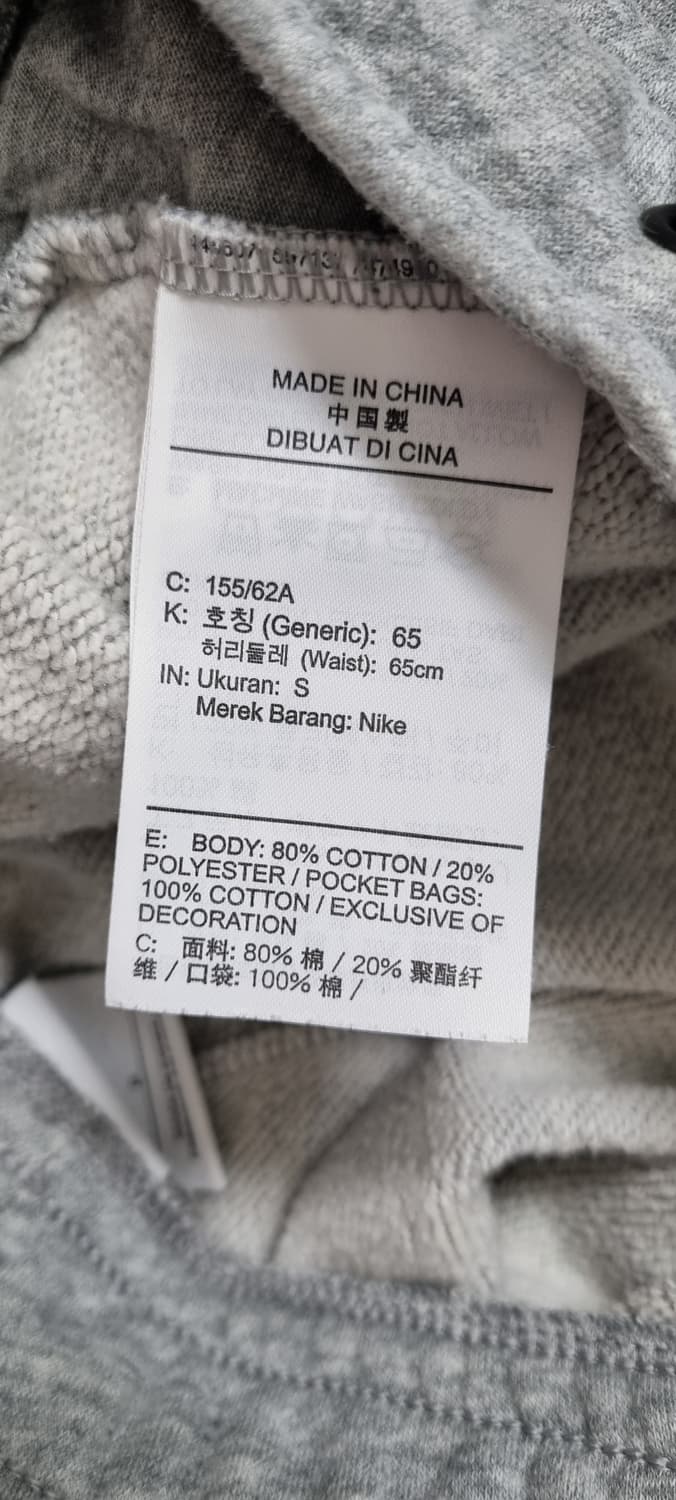 MADE IN CHINA
中国製
DIBUAT DI CINA
C: 155/62A
K: 호칭 (Generic): 65
허리둘레 (Waist): 65cm
IN: Ukuran: S
Merek Barang: Nike
E: BODY: 80% COTTON / 20%
POLYESTER / POCKET BAGS:
100% COTTON / EXCLUSIVE OF
DECORATION
C: 面料: 80% 棉 / 20% 聚酯纤
维 / 口袋: 100% 棉 /